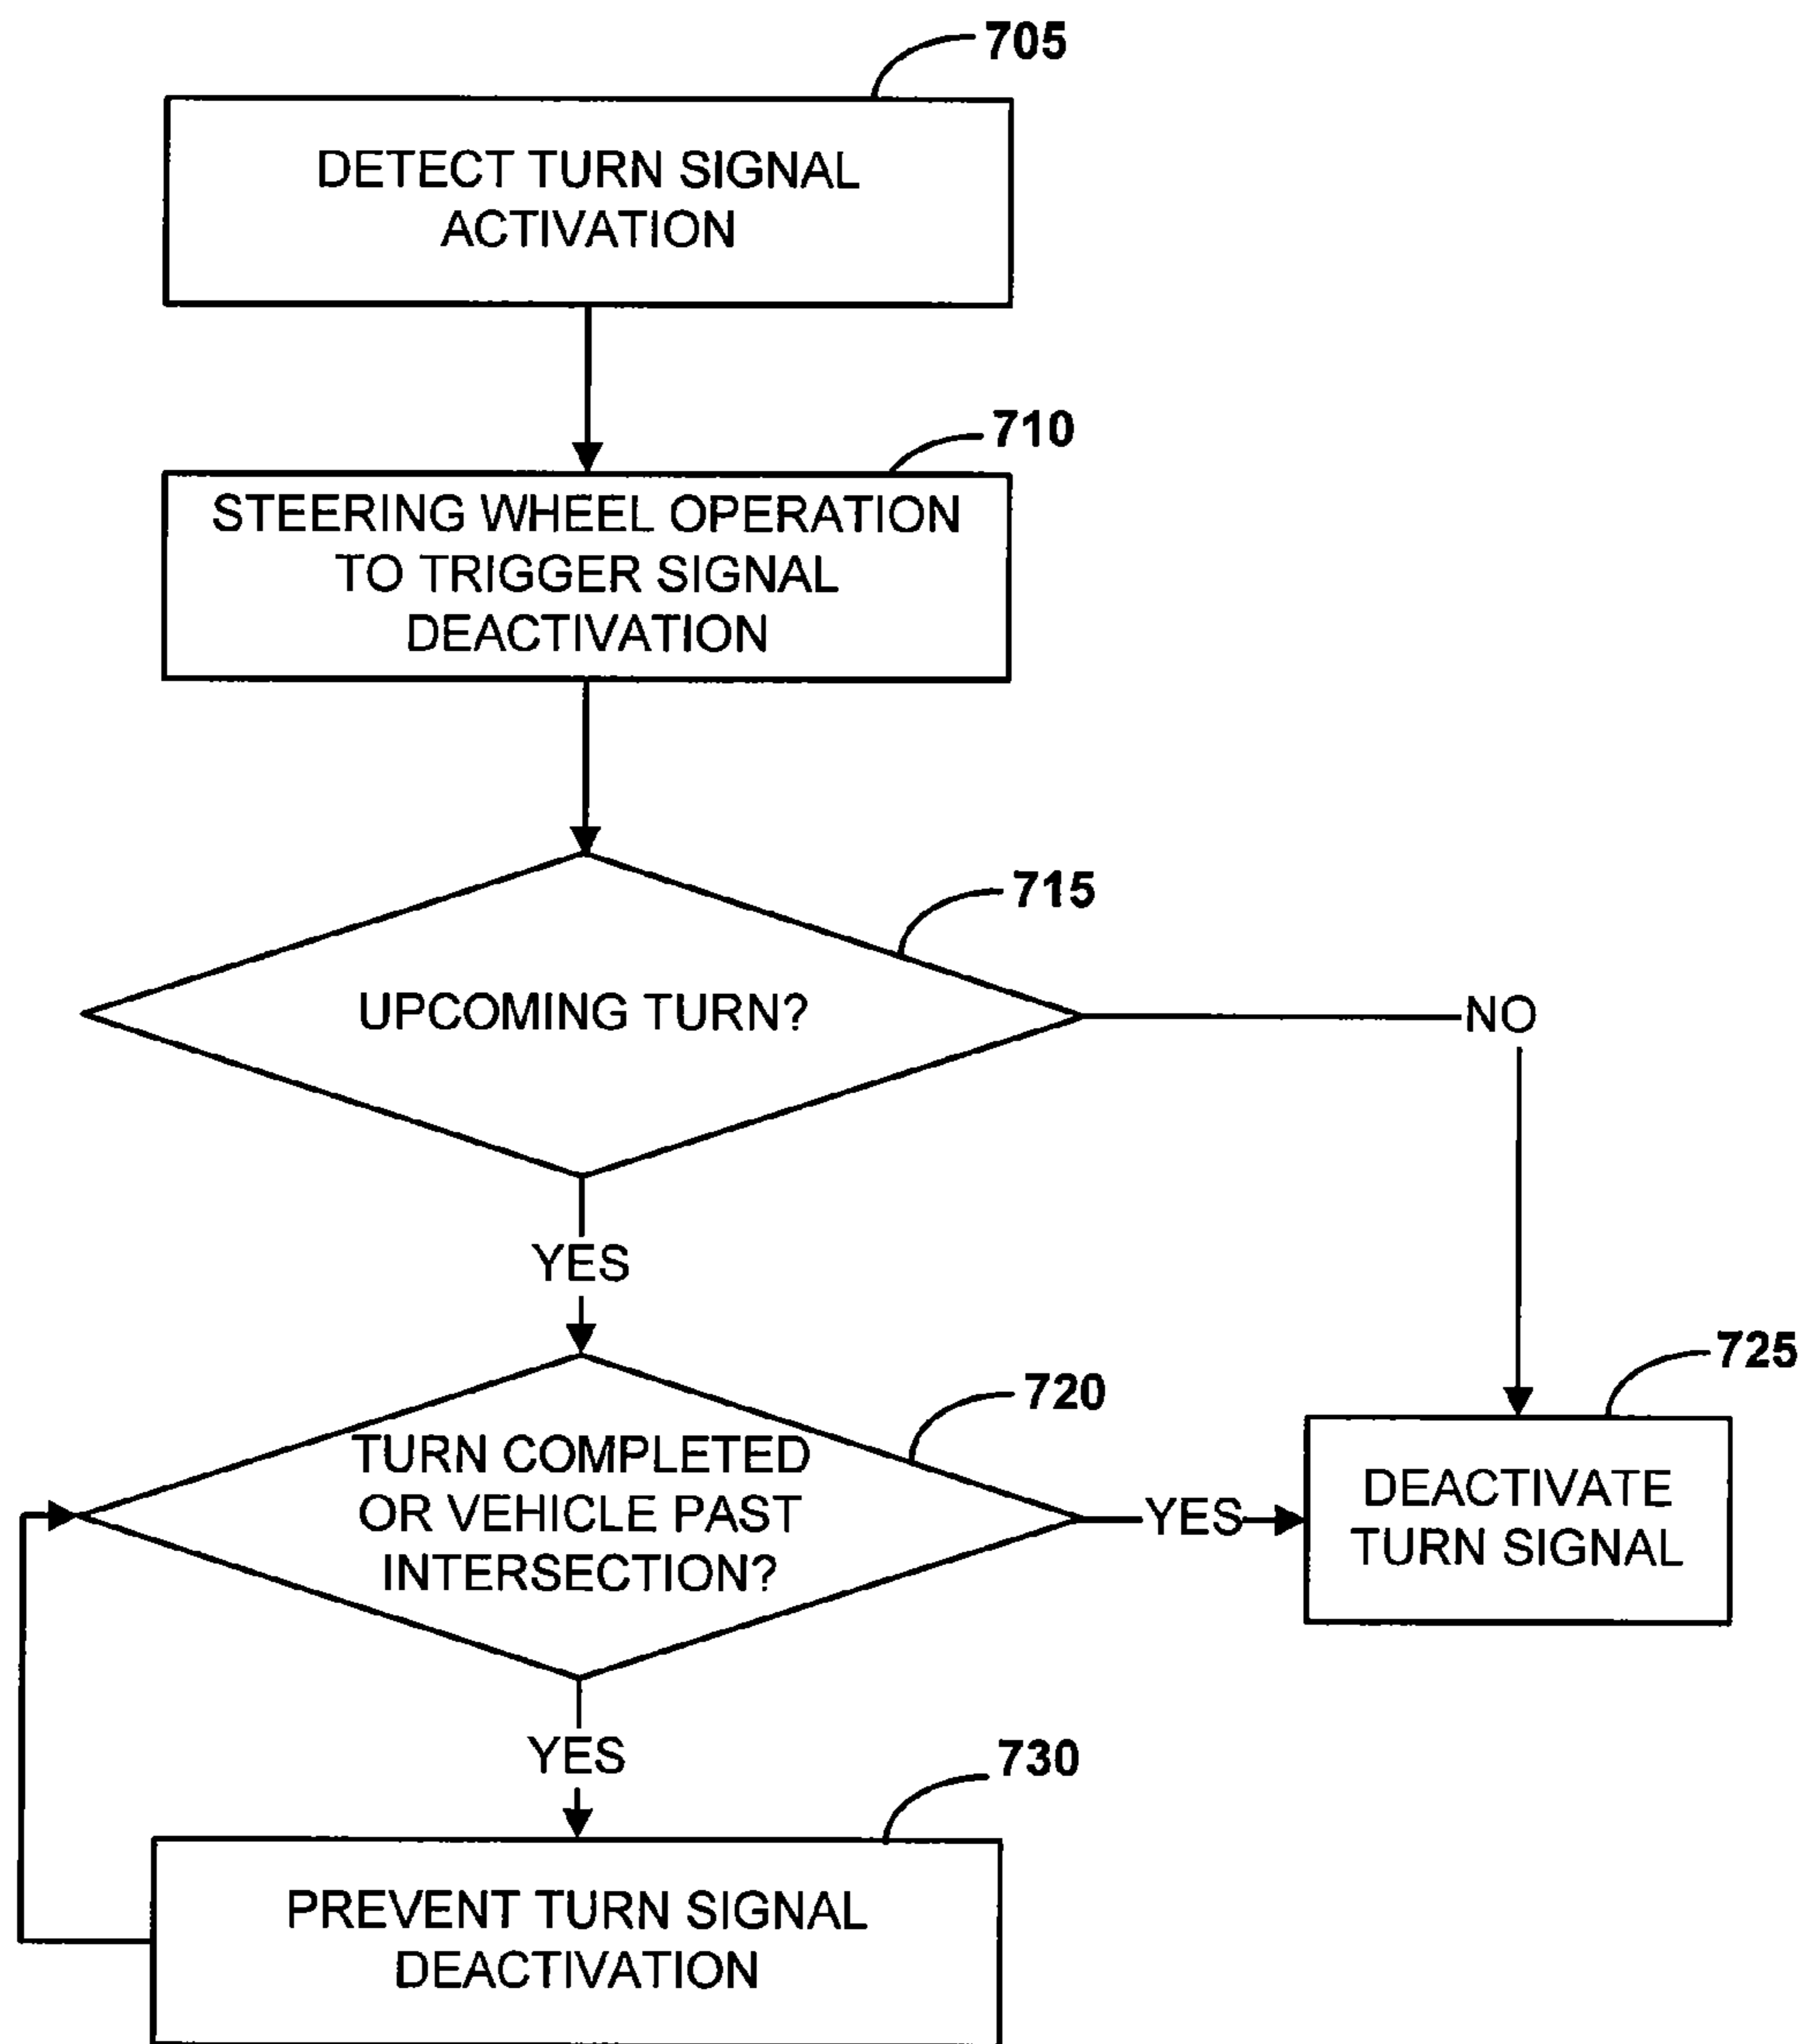 705
DETECT TURN SIGNAL
ACTIVATION
710
STEERING WHEEL OPERATION
TO TRIGGER SIGNAL
DEACTIVATION
715
UPCOMING TURN?
NO
YES
720
TURN COMPLETED
OR VEHICLE PAST
INTERSECTION?
YES
725
DEACTIVATE
TURN SIGNAL
YES
730
PREVENT TURN SIGNAL
DEACTIVATION